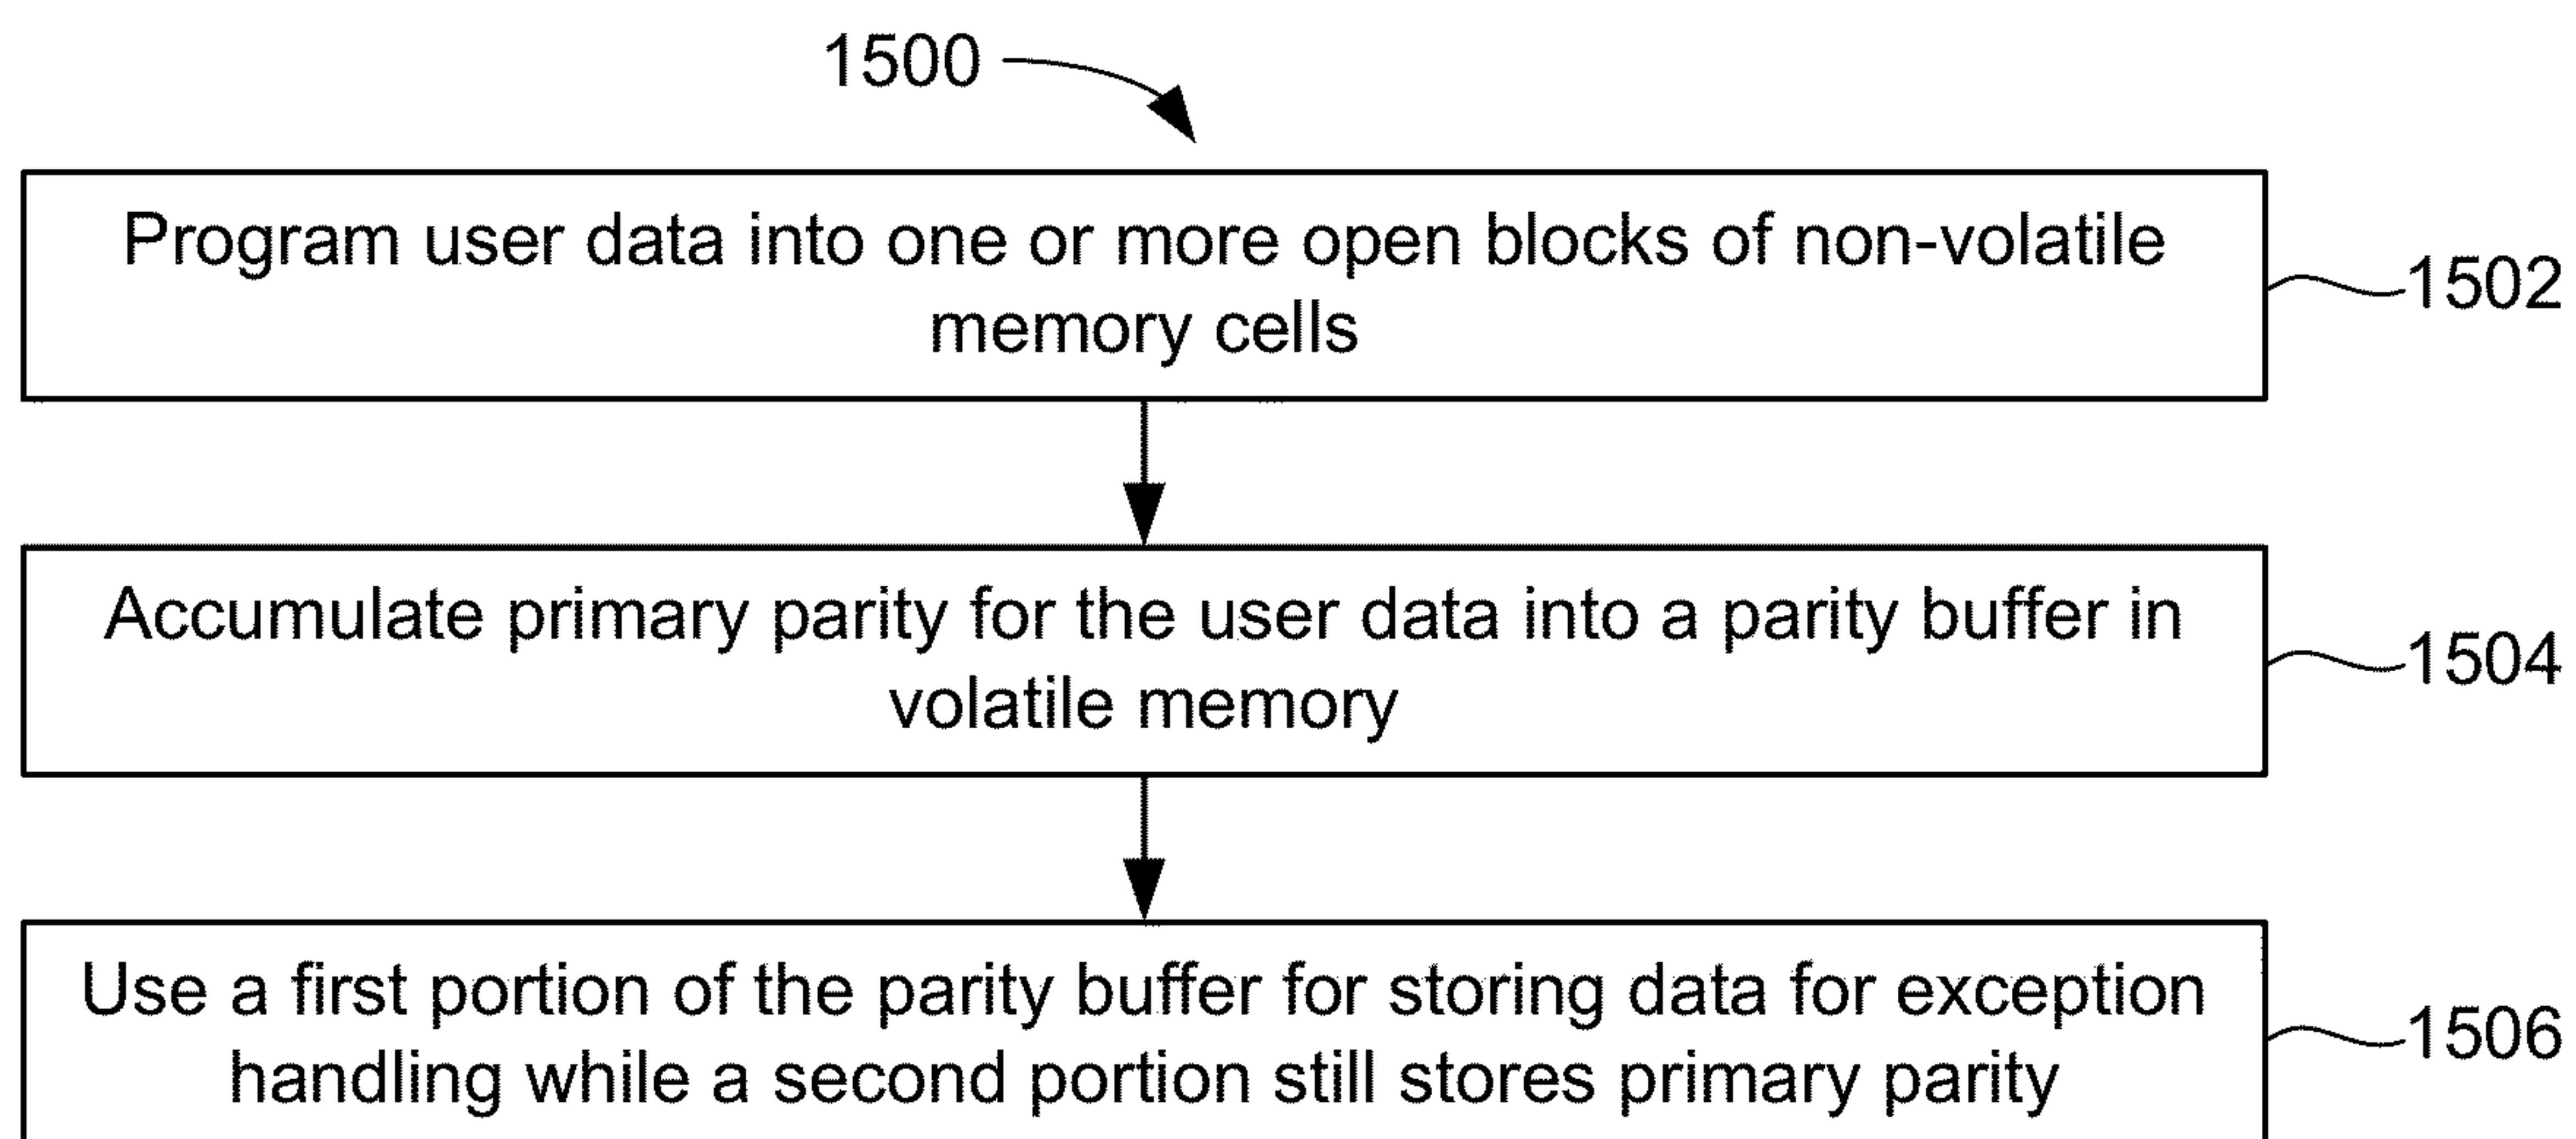 1500
Program user data into one or more open blocks of non-volatile
memory cells
1502
Accumulate primary parity for the user data into a parity buffer in
volatile memory
1504
Use a first portion of the parity buffer for storing data for exception
handling while a second portion still stores primary parity
1506